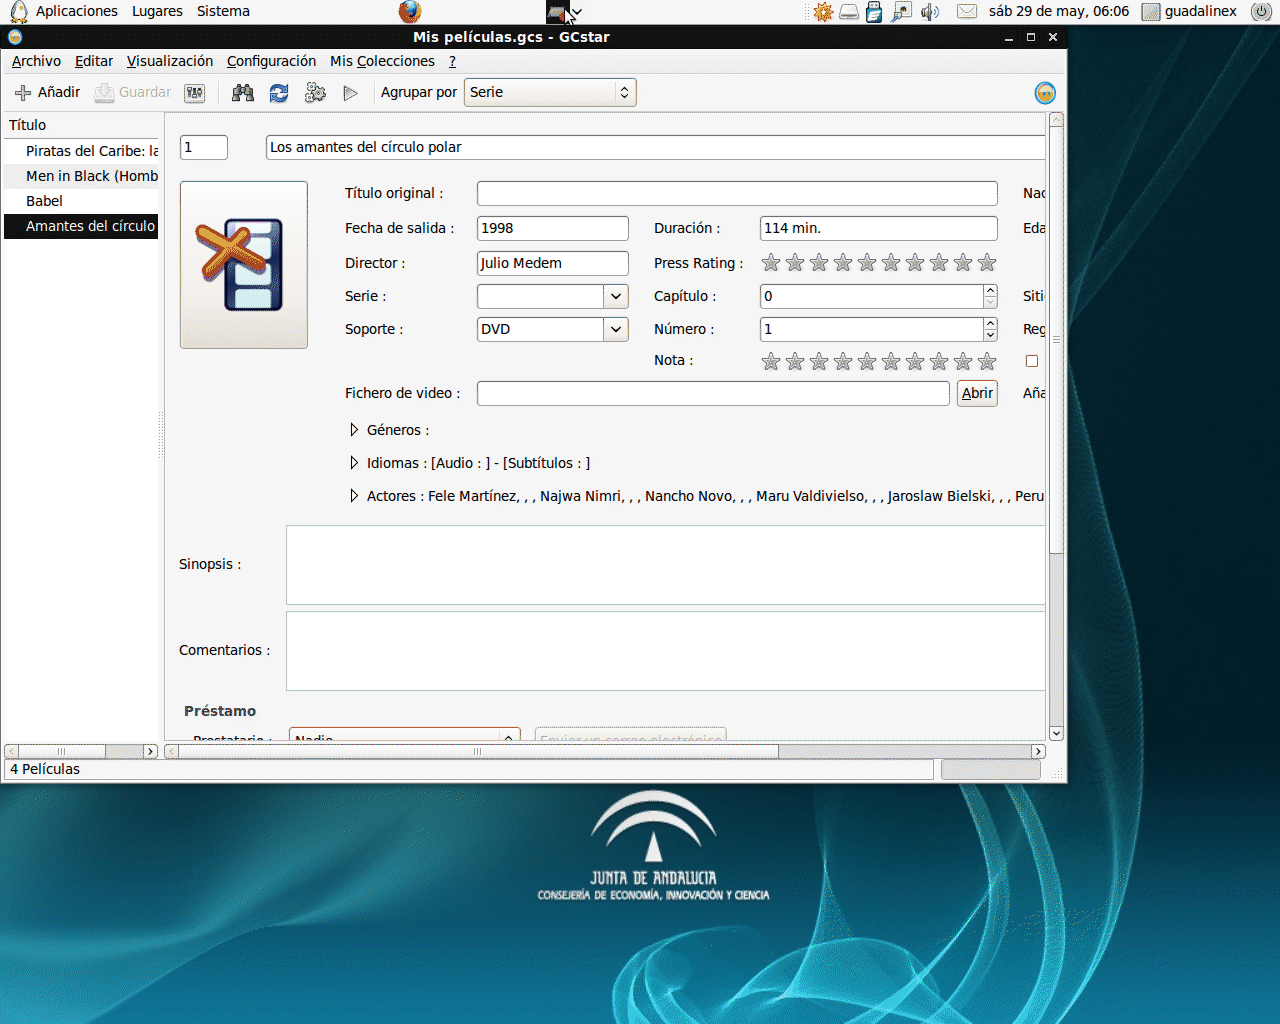 Aplicaciones Lugares Sistema sáb 29 de may, 06:06 guadalinex
Mis películas.gcs - GCstar
Archivo Editar Visualización Configuración Mis Colecciones ?
Añadir Guardar Agrupar por Serie
Título
Piratas del Caribe: la
Men in Black (Homb
Babel
Amantes del círculo
1 Los amantes del círculo polar
Título original : Nac
Fecha de salida : 1998 Duración : 114 min. Eda
Director : Julio Medem Press Rating :
Serie : Capítulo : 0 Siti
Soporte : DVD Número : 1 Reg
Nota :
Fichero de video : Abrir Aña
Géneros :
Idiomas : [Audio : ] - [Subtítulos : ]
Actores : Fele Martínez, , , Najwa Nimri, , , Nancho Novo, , , Maru Valdivielso, , , Jaroslaw Bielski, , , Peru
Sinopsis :
Comentarios :
Préstamo
Prestatario : Nadie Enviar un correo electrónico
4 Películas
JUNTA DE ANDALUCIA
CONSEJERÍA DE ECONOMÍA, INNOVACIÓN Y CIENCIA